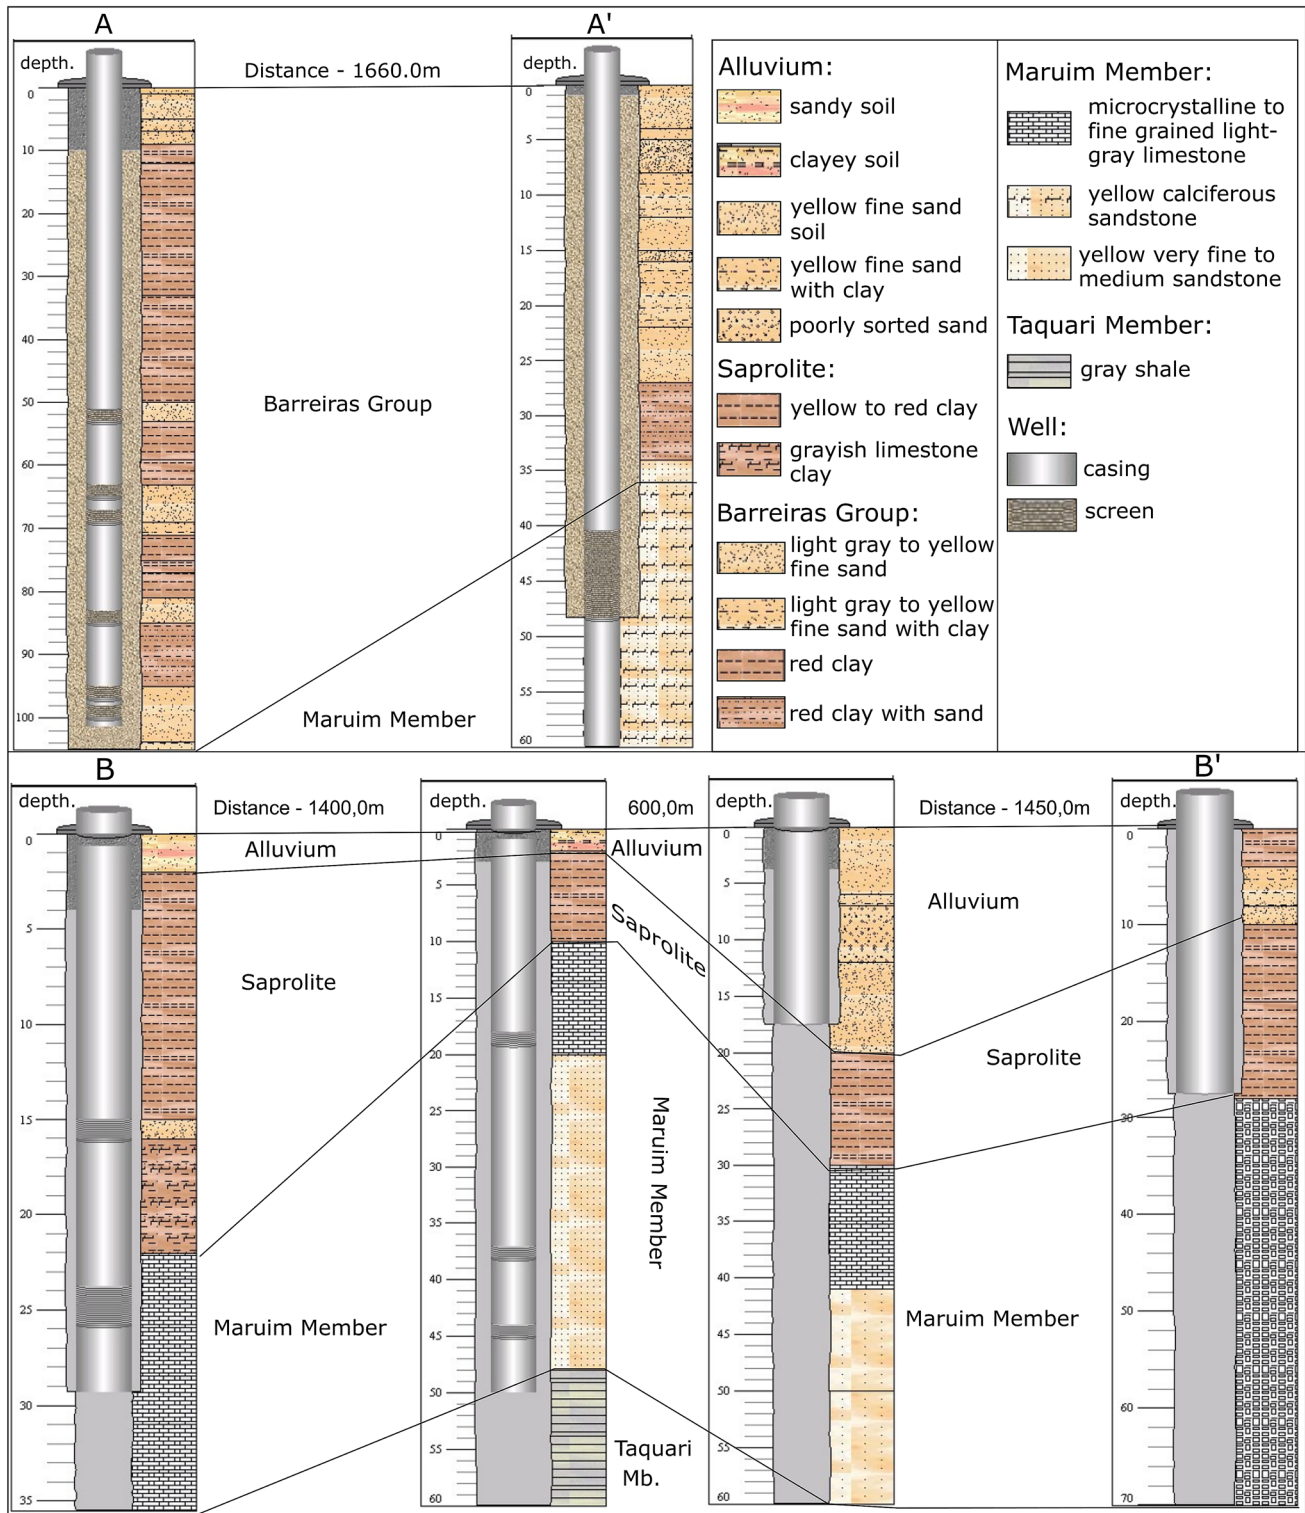 A
A'
depth.
Distance - 1660.0m
depth.
0
10
20
30
40
50
60
70
80
90
100
Barreiras Group
Maruim Member
0
5
10
15
20
25
30
35
40
45
50
55
60
Alluvium:
sandy soil
clayey soil
yellow fine sand
soil
yellow fine sand
with clay
poorly sorted sand
Saprolite:
yellow to red clay
grayish limestone
clay
Barreiras Group:
light gray to yellow
fine sand
light gray to yellow
fine sand with clay
red clay
red clay with sand
Maruim Member:
microcrystalline to
fine grained light-
gray limestone
yellow calciferous
sandstone
yellow very fine to
medium sandstone
Taquari Member:
gray shale
Well:
casing
screen
B
B'
depth.
Distance - 1400,0m
depth.
600,0m
Distance - 1450,0m
depth.
0
5
10
15
20
25
30
35
Alluvium
Saprolite
Maruim Member
0
5
10
15
20
25
30
35
40
45
50
55
60
Alluvium
Saprolite
Maruim Member
Taquari
Mb.
0
5
10
15
20
25
30
35
40
45
50
55
60
Alluvium
Saprolite
Maruim Member
0
10
20
30
40
50
60
70